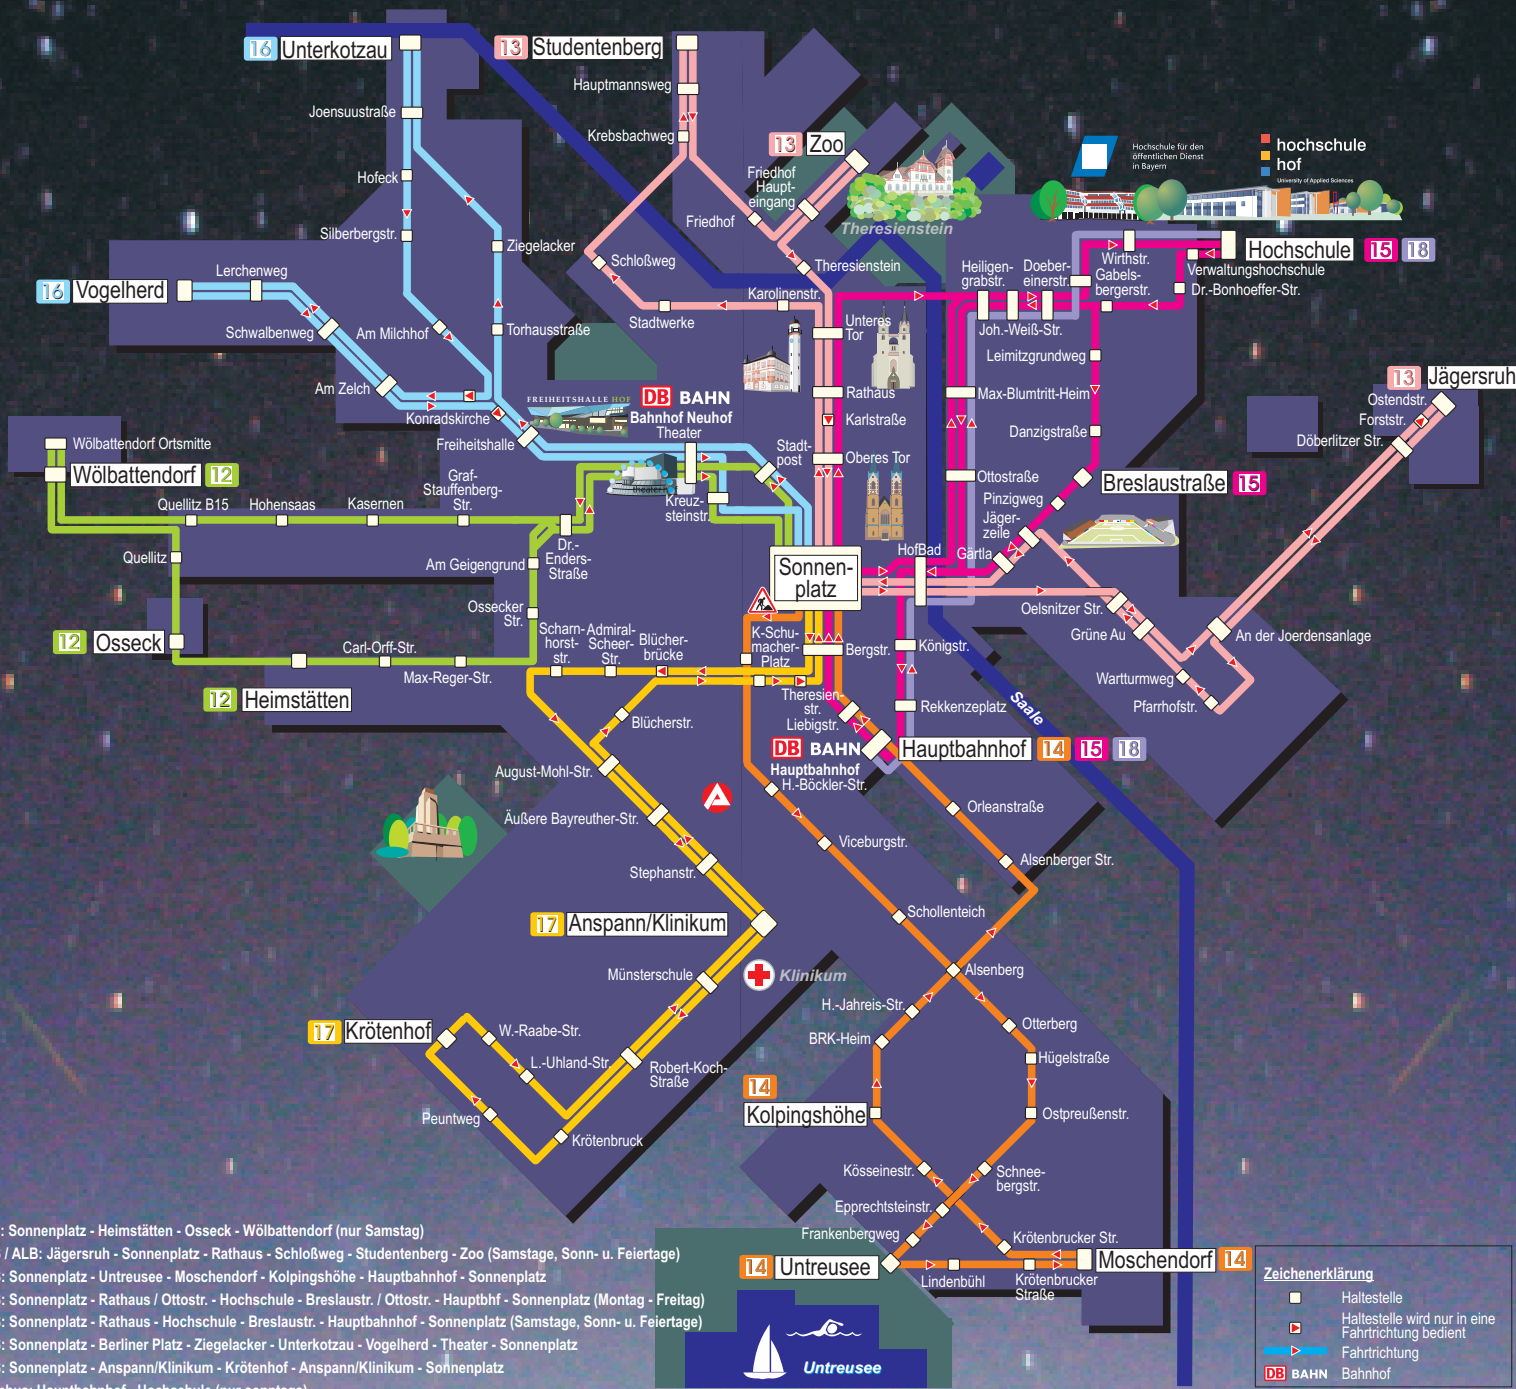 16 Unterkotzau
13 Studentenberg
Hauptmannsweg
Joensuustraße
Krebsbachweg
13 Zoo
Friedhof
Haupt-
eingang
Hochschule für den
öffentlichen Dienst
in Bayern
hochschule
hof
University of Applied Sciences
Hofeck
Friedhof
Theresienstein
Silberbergstr.
Ziegelacker
Schloßweg
Theresienstein
Heiligen-
grabstr.
Doeber-
einerstr.
Wirthstr.
Gabels-
bergerstr.
Hochschule 15 18
Verwaltungshochschule
Dr.-Bonhoeffer-Str.
16 Vogelherd
Lerchenweg
Karolinenstr.
Stadtwerke
Schwalbenweg
Am Milchhof
Torhausstraße
Unteres
Tor
Joh.-Weiß-Str.
Leimitzgrundweg
Am Zelch
Konradskirche
FREIHEITSHALLE HOF
DB BAHN
Bahnhof Neuhof
Theater
Rathaus
Karlstraße
Max-Blumtritt-Heim
Danzigstraße
13 Jägersruh
Ostendstr.
Forststr.
Döberlitzer Str.
Wölbattendorf Ortsmitte
Wölbattendorf 12
Freiheitshalle
Stadt-
post
Oberes Tor
Ottostraße
Breslaustraße 15
Quellitz B15
Hohensaas
Kasernen
Graf-
Stauffenberg-
Str.
theater
Kreuz-
steinstr.
Pinzigweg
Jäger-
zeile
Gärtla
HofBad
Quellitz
Am Geigengrund
Dr.-
Enders-
Straße
Sonnen-
platz
Ossecker
Str.
Oelsnitzer Str.
Grüne Au
An der Joerdensanlage
12 Osseck
Carl-Orff-Str.
Max-Reger-Str.
Scharn-
horst-
str.
Admiral-
Scheer-
Str.
Blücher-
brücke
K-Schu-
macher-
Platz
Bergstr.
Königstr.
Wartturmweg
Pfarrhofstr.
12 Heimstätten
Blücherstr.
Theresien-
str.
Liebigstr.
Rekkenzeplatz
Saale
DB BAHN
Hauptbahnhof
Hauptbahnhof 14 15 18
August-Mohl-Str.
H.-Böckler-Str.
Äußere Bayreuther-Str.
Orleanstraße
Viceburgstr.
Alsenberger Str.
Stephanstr.
17 Anspann/Klinikum
Schollenteich
Münsterschule
Klinikum
Alsenberg
H.-Jahreis-Str.
17 Krötenhof
W.-Raabe-Str.
L.-Uhland-Str.
Robert-Koch-
Straße
BRK-Heim
Otterberg
Hügelstraße
14
Kolpingshöhe
Ostpreußenstr.
Peuntweg
Krötenbruck
Kösseinestr.
Schnee-
bergstr.
Epprechtsteinstr.
Frankenbergweg
Krötenbrucker Str.
14 Untreusee
Lindenbühl
Krötenbrucker
Straße
Moschendorf 14
Untreusee
: Sonnenplatz - Heimstätten - Osseck - Wölbattendorf (nur Samstag)
/ ALB: Jägersruh - Sonnenplatz - Rathaus - Schloßweg - Studentenberg - Zoo (Samstage, Sonn- u. Feiertage)
: Sonnenplatz - Untreusee - Moschendorf - Kolpingshöhe - Hauptbahnhof - Sonnenplatz
: Sonnenplatz - Rathaus / Ottostr. - Hochschule - Breslaustr. / Ottostr. - Hauptbhf - Sonnenplatz (Montag - Freitag)
: Sonnenplatz - Rathaus - Hochschule - Breslaustr. - Hauptbahnhof - Sonnenplatz (Samstage, Sonn- u. Feiertage)
: Sonnenplatz - Berliner Platz - Ziegelacker - Unterkotzau - Vogelherd - Theater - Sonnenplatz
: Sonnenplatz - Anspann/Klinikum - Krötenhof - Anspann/Klinikum - Sonnenplatz
Hauptbahnhof - Hochschule (nur sonntags)
Zeichenerklärung
Haltestelle
Haltestelle wird nur in eine
Fahrtrichtung bedient
Fahrtrichtung
DB BAHN Bahnhof